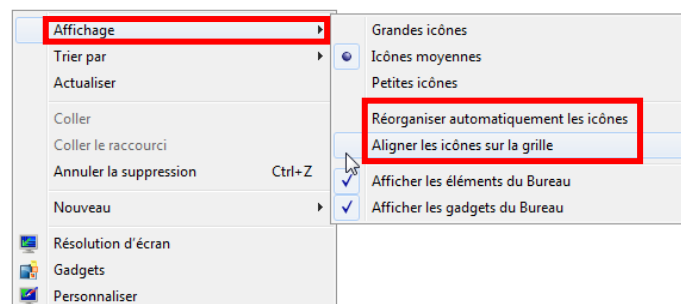 Affichage
Trier par
Actualiser
Coller
Coller le raccourci
Annuler la suppression Ctrl+Z
Nouveau
Résolution d'écran
Gadgets
Personnaliser
Grandes icônes
Icônes moyennes
Petites icônes
Réorganiser automatiquement les icônes
Aligner les icônes sur la grille
Afficher les éléments du Bureau
Afficher les gadgets du Bureau